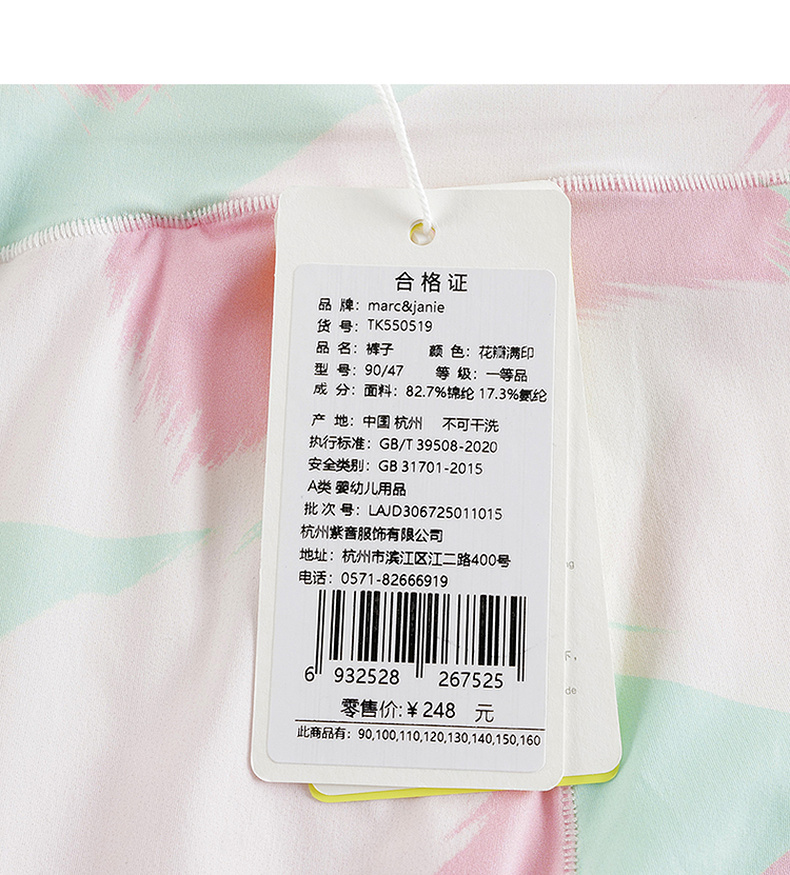 合格证
品 牌：marc&janie
货 号：TK550519
品 名：裤子 颜 色：花瓣满印
型 号：90/47 等 级：一等品
成 分：面料：82.7%锦纶 17.3%氨纶
产 地：中国 杭州 不可干洗
执行标准：GB/T 39508-2020
安全类别：GB 31701-2015
A类 婴幼儿用品
批 次 号：LAJD306725011015
杭州紫音服饰有限公司
地址：杭州市滨江区江二路400号
电话：0571-82666919
6 932528 267525
零售价:￥248 元
此商品有：90,100,110,120,130,140,150,160